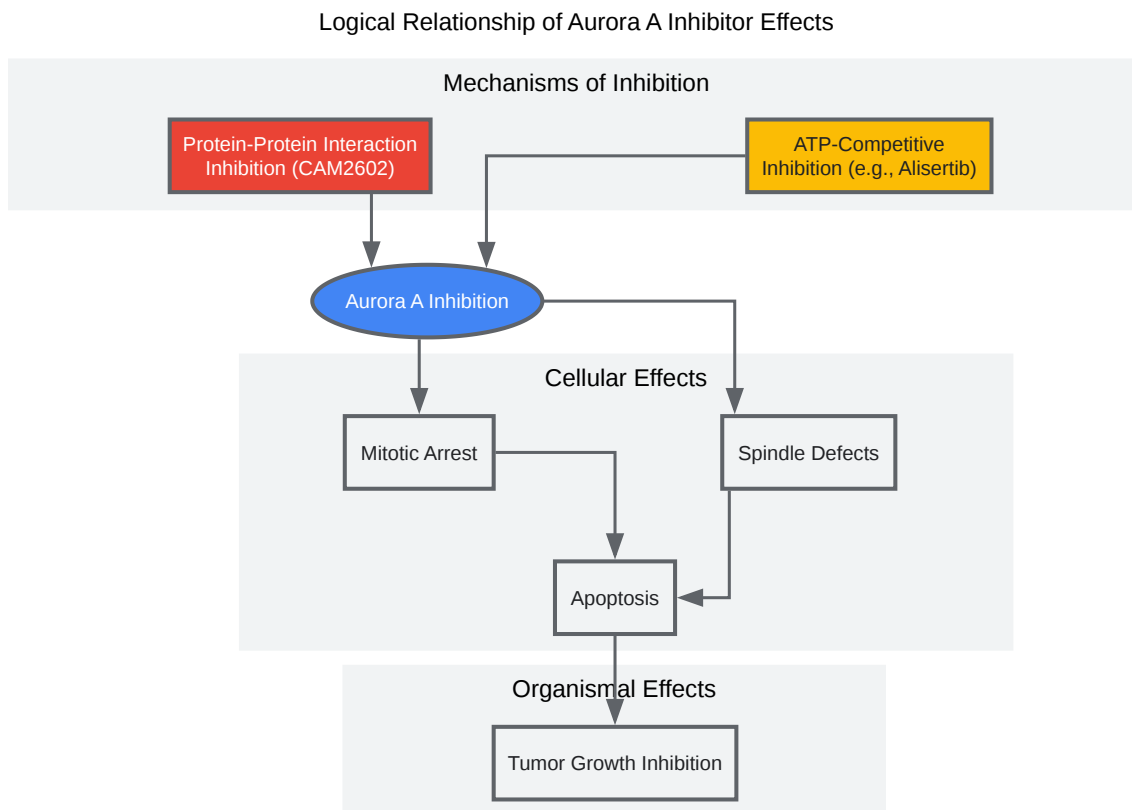 Logical Relationship of Aurora A Inhibitor Effects
Mechanisms of Inhibition
Protein-Protein Interaction
Inhibition (CAM2602)
ATP-Competitive
Inhibition (e.g., Alisertib)
Aurora A Inhibition
Cellular Effects
Mitotic Arrest
Spindle Defects
Apoptosis
Organismal Effects
Tumor Growth Inhibition